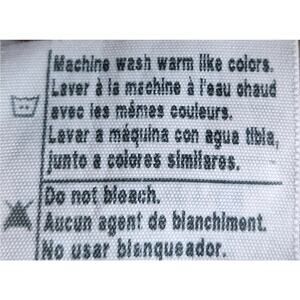 Machine wash warm like colors.
Laver à la machine à l'eau chaud
avec les mêmes couleurs.
Lavar a máquina con agua tibia,
junto a colores similares.
Do not bleach.
Aucun agent de blanchiment.
No usar blanqueador.